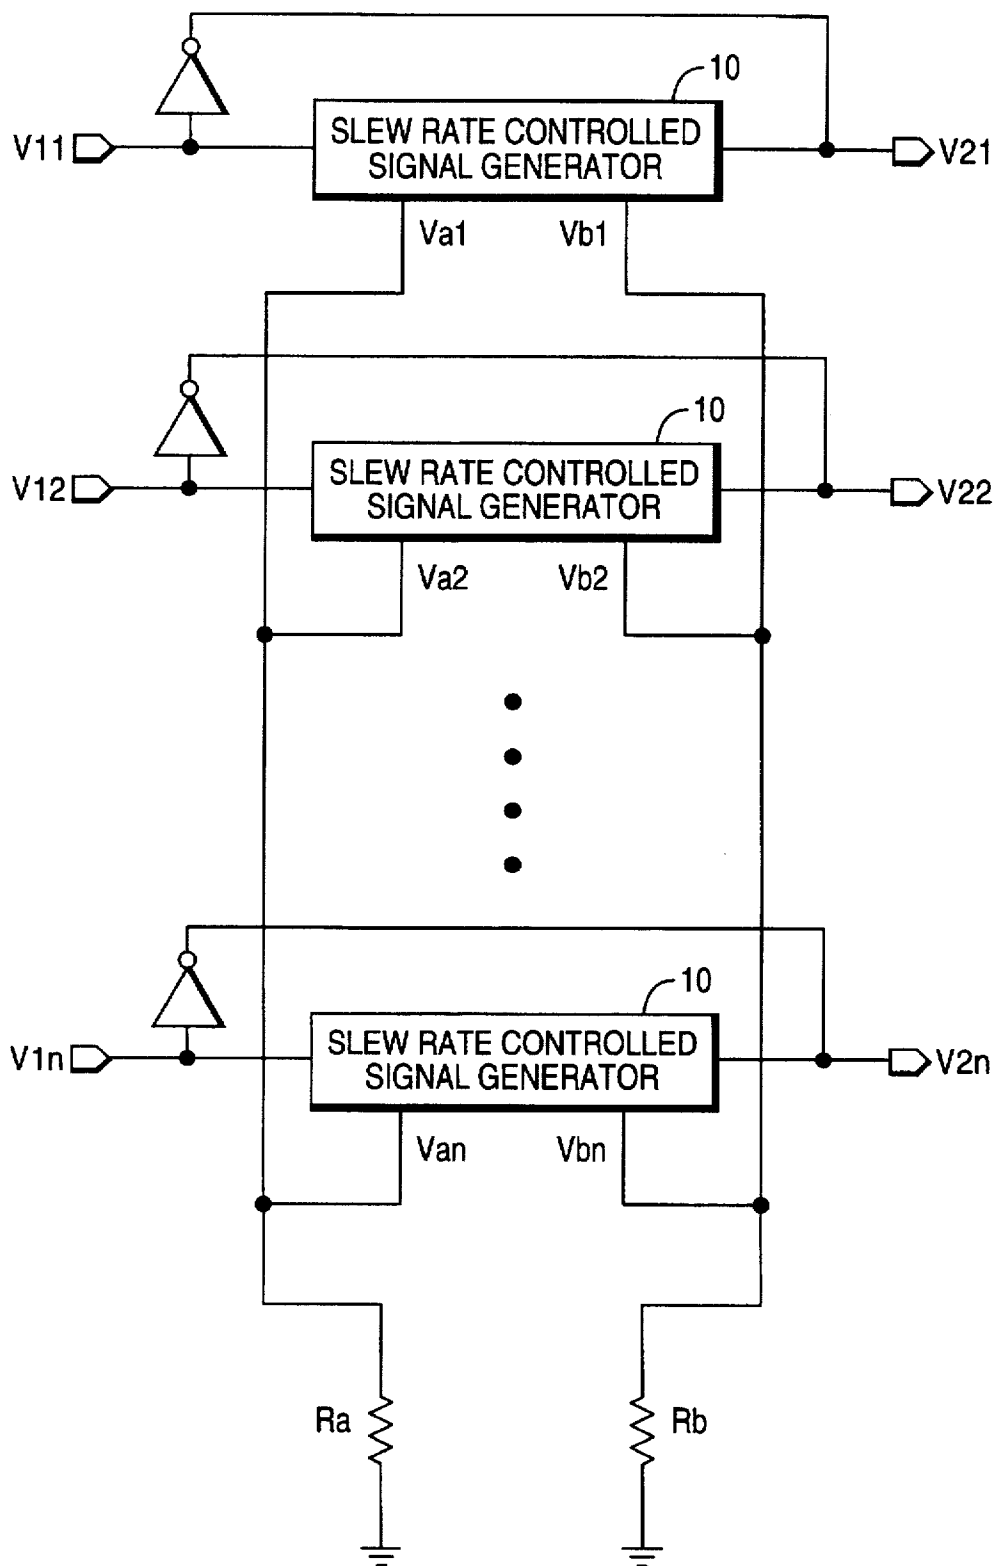 10
V11
SLEW RATE CONTROLLED
SIGNAL GENERATOR
V21
Va1
Vb1
10
V12
SLEW RATE CONTROLLED
SIGNAL GENERATOR
V22
Va2
Vb2
10
V1n
SLEW RATE CONTROLLED
SIGNAL GENERATOR
V2n
Van
Vbn
Ra
Rb